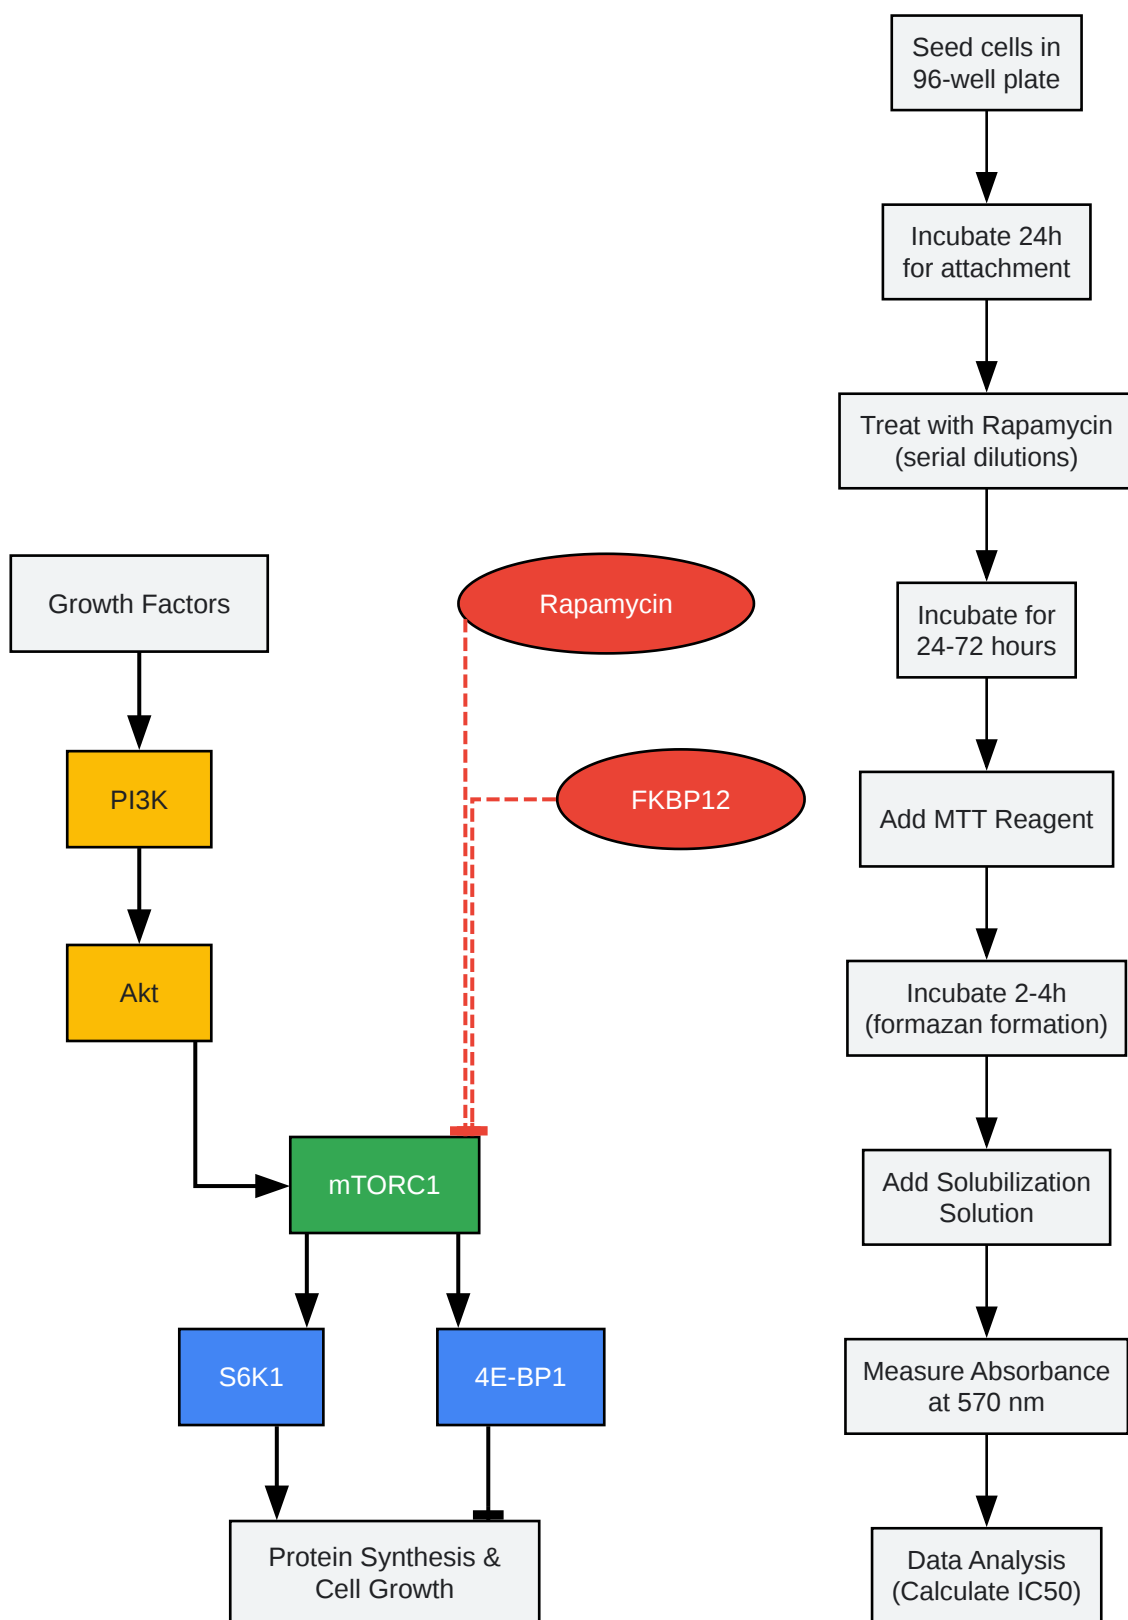 Growth Factors
PI3K
Akt
Rapamycin
FKBP12
mTORC1
S6K1
4E-BP1
Protein Synthesis &
Cell Growth
Seed cells in
96-well plate
Incubate 24h
for attachment
Treat with Rapamycin
(serial dilutions)
Incubate for
24-72 hours
Add MTT Reagent
Incubate 2-4h
(formazan formation)
Add Solubilization
Solution
Measure Absorbance
at 570 nm
Data Analysis
(Calculate IC50)